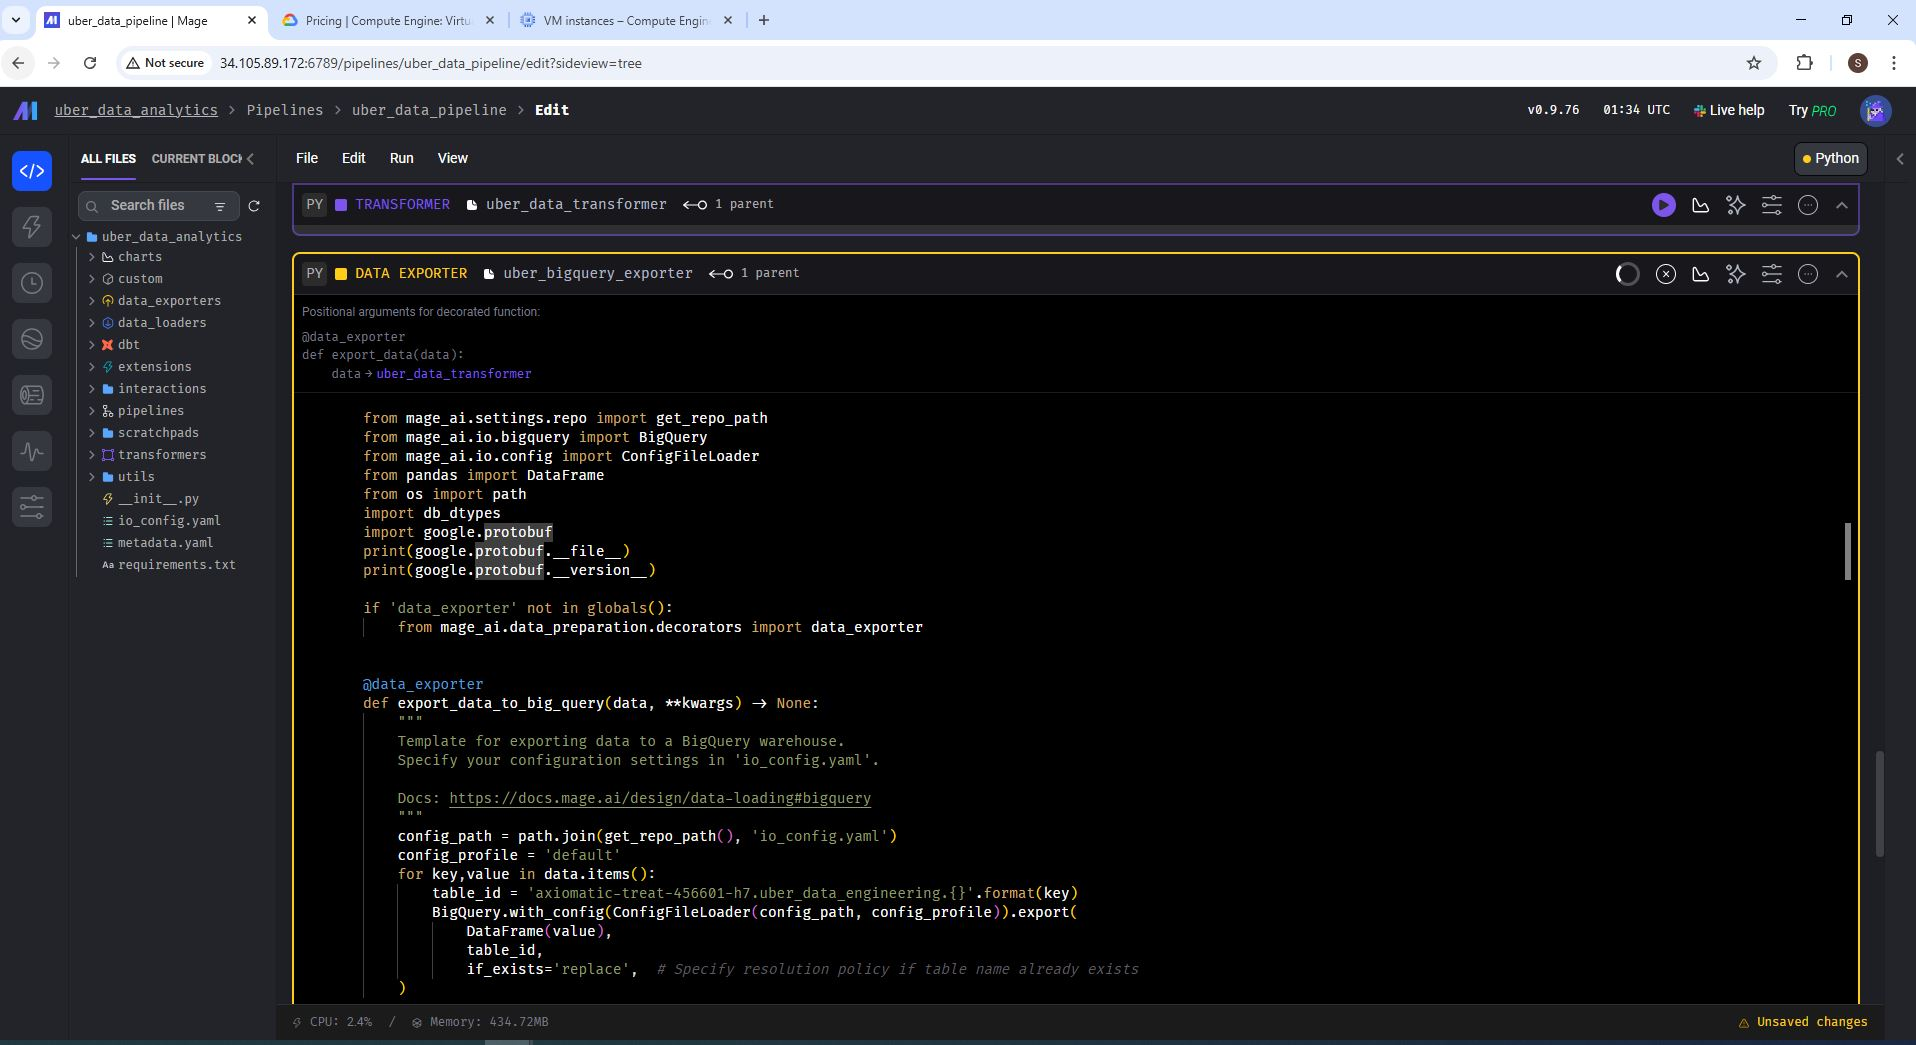 uber_data_pipeline | Mage
Pricing | Compute Engine: Virtu
VM instances – Compute Engin
Not secure
34.105.89.172:6789/pipelines/uber_data_pipeline/edit?sideview=tree
S
uber_data_analytics > Pipelines > uber_data_pipeline > Edit
v0.9.76
01:34 UTC
Live help
Try PRO
ALL FILES
CURRENT BLOCK
File
Edit
Run
View
Python
Search files
uber_data_analytics
charts
custom
data_exporters
data_loaders
dbt
extensions
interactions
pipelines
scratchpads
transformers
utils
__init__.py
io_config.yaml
metadata.yaml
Aa requirements.txt
PY TRANSFORMER uber_data_transformer 1 parent
PY DATA EXPORTER uber_bigquery_exporter 1 parent
Positional arguments for decorated function:
@data_exporter
def export_data(data):
data → uber_data_transformer
from mage_ai.settings.repo import get_repo_path
from mage_ai.io.bigquery import BigQuery
from mage_ai.io.config import ConfigFileLoader
from pandas import DataFrame
from os import path
import db_dtypes
import google.protobuf
print(google.protobuf.__file__)
print(google.protobuf.__version__)
if 'data_exporter' not in globals():
from mage_ai.data_preparation.decorators import data_exporter
@data_exporter
def export_data_to_big_query(data, **kwargs) -> None:
"""
Template for exporting data to a BigQuery warehouse.
Specify your configuration settings in 'io_config.yaml'.
Docs: https://docs.mage.ai/design/data-loading#bigquery
"""
config_path = path.join(get_repo_path(), 'io_config.yaml')
config_profile = 'default'
for key,value in data.items():
table_id = 'axiomatic-treat-456601-h7.uber_data_engineering.{}'.format(key)
BigQuery.with_config(ConfigFileLoader(config_path, config_profile)).export(
DataFrame(value),
table_id,
if_exists='replace', # Specify resolution policy if table name already exists
)
CPU: 2.4% / Memory: 434.72MB
Unsaved changes